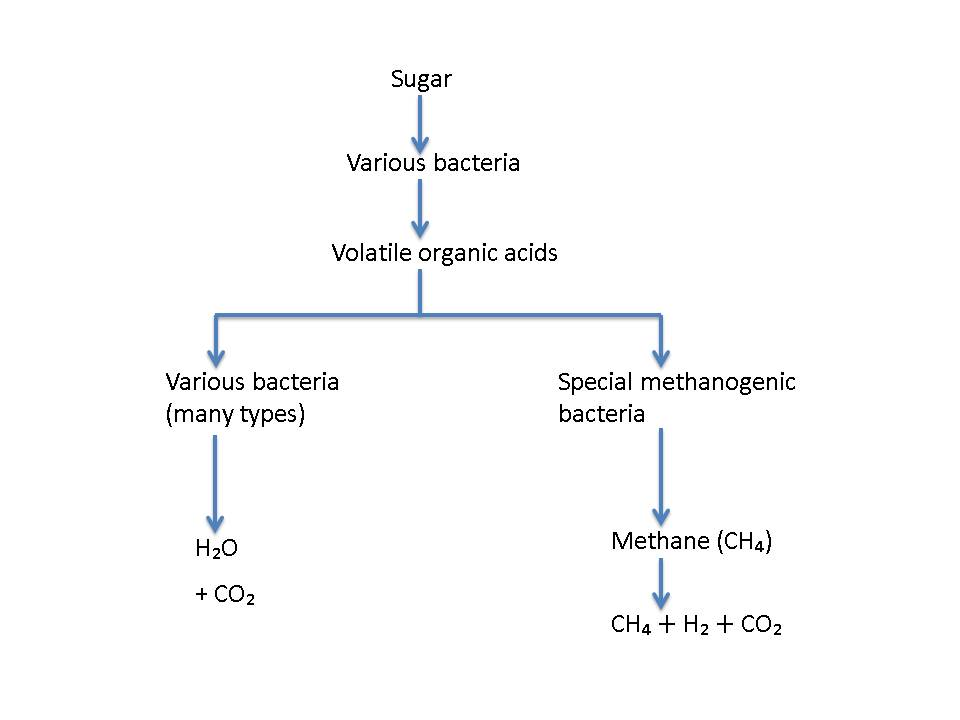 Sugar
Various bacteria
Volatile organic acids
Various bacteria
(many types)
Special methanogenic
bacteria
H₂O
+ CO₂
Methane (CH₄)
CH₄ + H₂ + CO₂